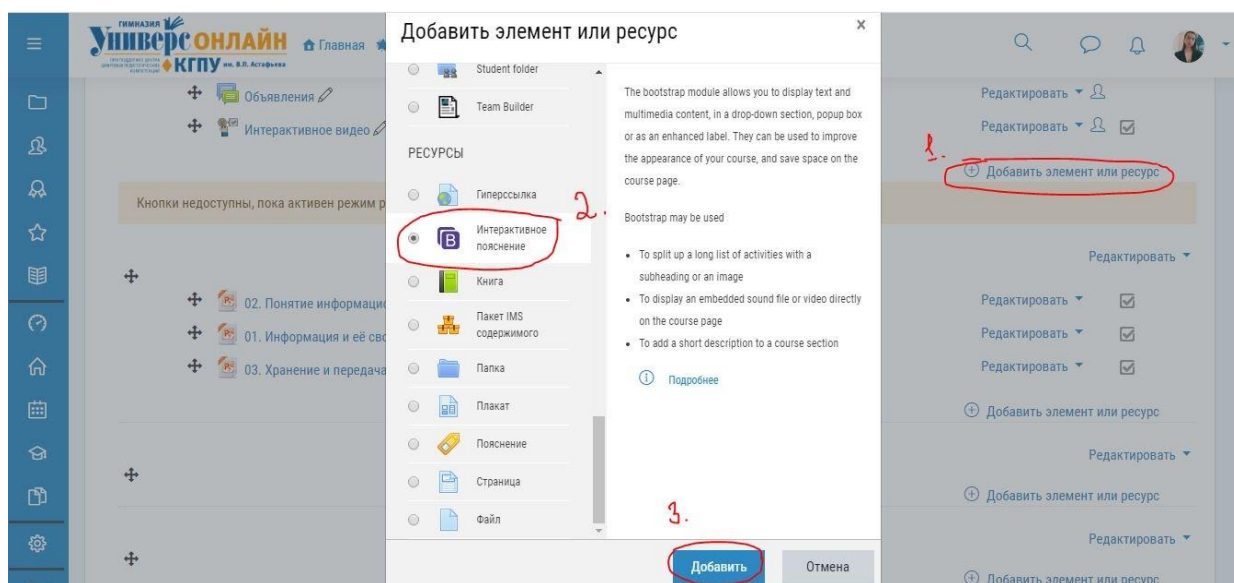 ГИМНАЗИЯ
Универс ОНЛАЙН
КГПУ им. В.П. Астафьева
Главная
Объявления
Интерактивное видео
Кнопки недоступны, пока активен режим р
02. Понятие информацио
01. Информация и её сво
03. Хранение и передача
Добавить элемент или ресурс
×
Student folder
Team Builder
РЕСУРСЫ
Гиперссылка
2.
Интерактивное
пояснение
Книга
Пакет IMS
содержимого
Папка
Плакат
Пояснение
Страница
Файл
The bootstrap module allows you to display text and
multimedia content, in a drop-down section, popup box
or as an enhanced label. They can be used to improve
the appearance of your course, and save space on the
course page.
Bootstrap may be used
• To split up a long list of activities with a
subheading or an image
• To display an embedded sound file or video directly
on the course page
• To add a short description to a course section
Подробнее
3.
Добавить
Отмена
Редактировать
Редактировать
1.
Добавить элемент или ресурс
Редактировать
Редактировать
Редактировать
Редактировать
Добавить элемент или ресурс
Редактировать
Добавить элемент или ресурс
Редактировать
Добавить элемент или ресурс